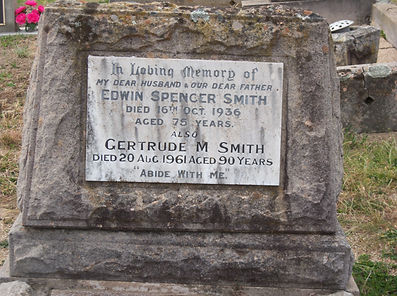 In Loving Memory of
MY DEAR HUSBAND & OUR DEAR FATHER,
EDWIN SPENCER SMITH
DIED 16TH OCT. 1936
AGED 75 YEARS.
ALSO
GERTRUDE M SMITH
DIED 20 AUG 1961 AGED 90 YEARS
"ABIDE WITH ME"